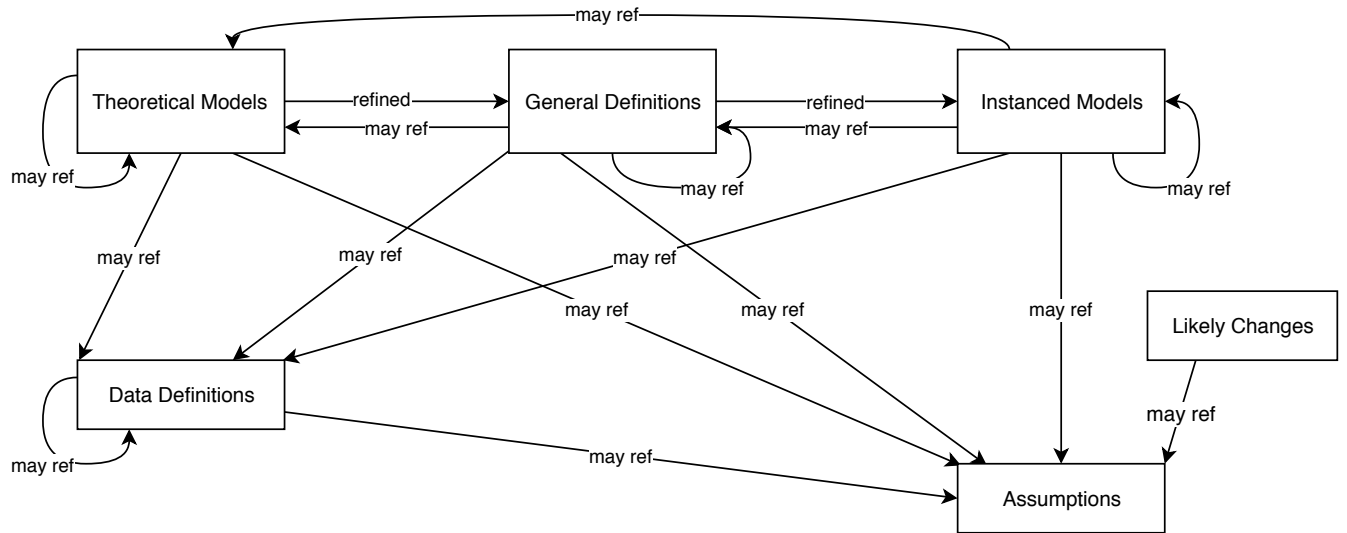 may ref
Theoretical Models
refined
General Definitions
refined
Instanced Models
may ref
may ref
may ref
may ref
may ref
may ref
may ref
may ref
may ref
may ref
may ref
may ref
Likely Changes
Data Definitions
may ref
may ref
may ref
Assumptions